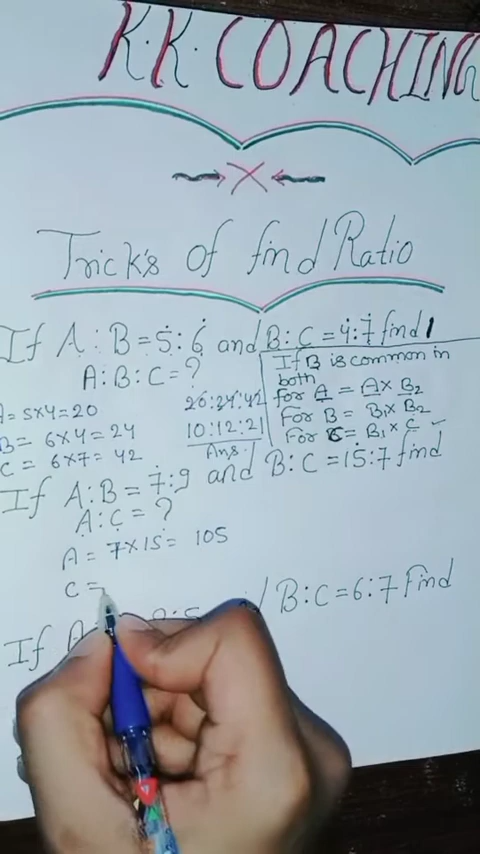 K.K. COACHING
Tricks of find Ratio
If A : B = 5 : 6 and B : C = 4 : 7 find
A : B : C = ?
A = 5 x 4 = 20
B = 6 x 4 = 24
C = 6 x 7 = 42
20:24:42
10:12:21
Ans
If B is common in
both
for A = A x B2
For B = B1 x B2
For C = B1 x C
If A : B = 7 : 9 and B : C = 15 : 7 find
A : C = ?
A = 7 x 15 = 105
C =
If A
B : C = 6 : 7 Find